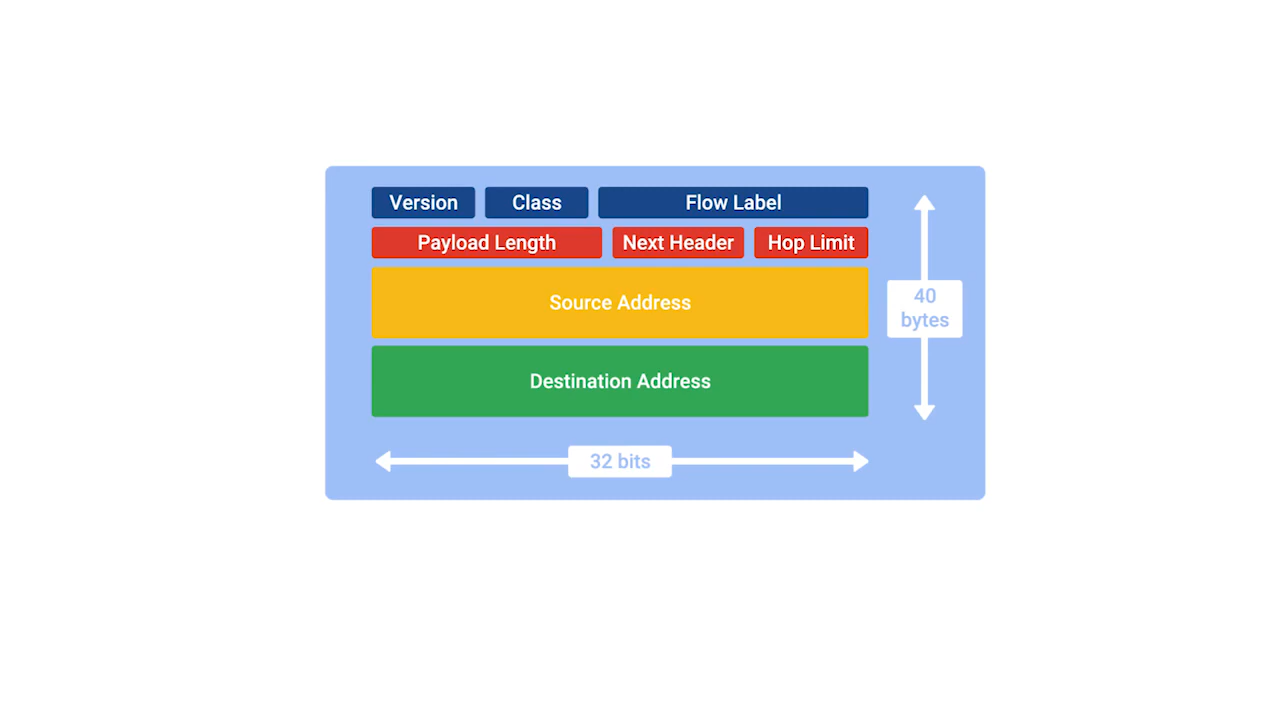 Version Class Flow Label
Payload Length Next Header Hop Limit
Source Address
40
bytes
Destination Address
32 bits